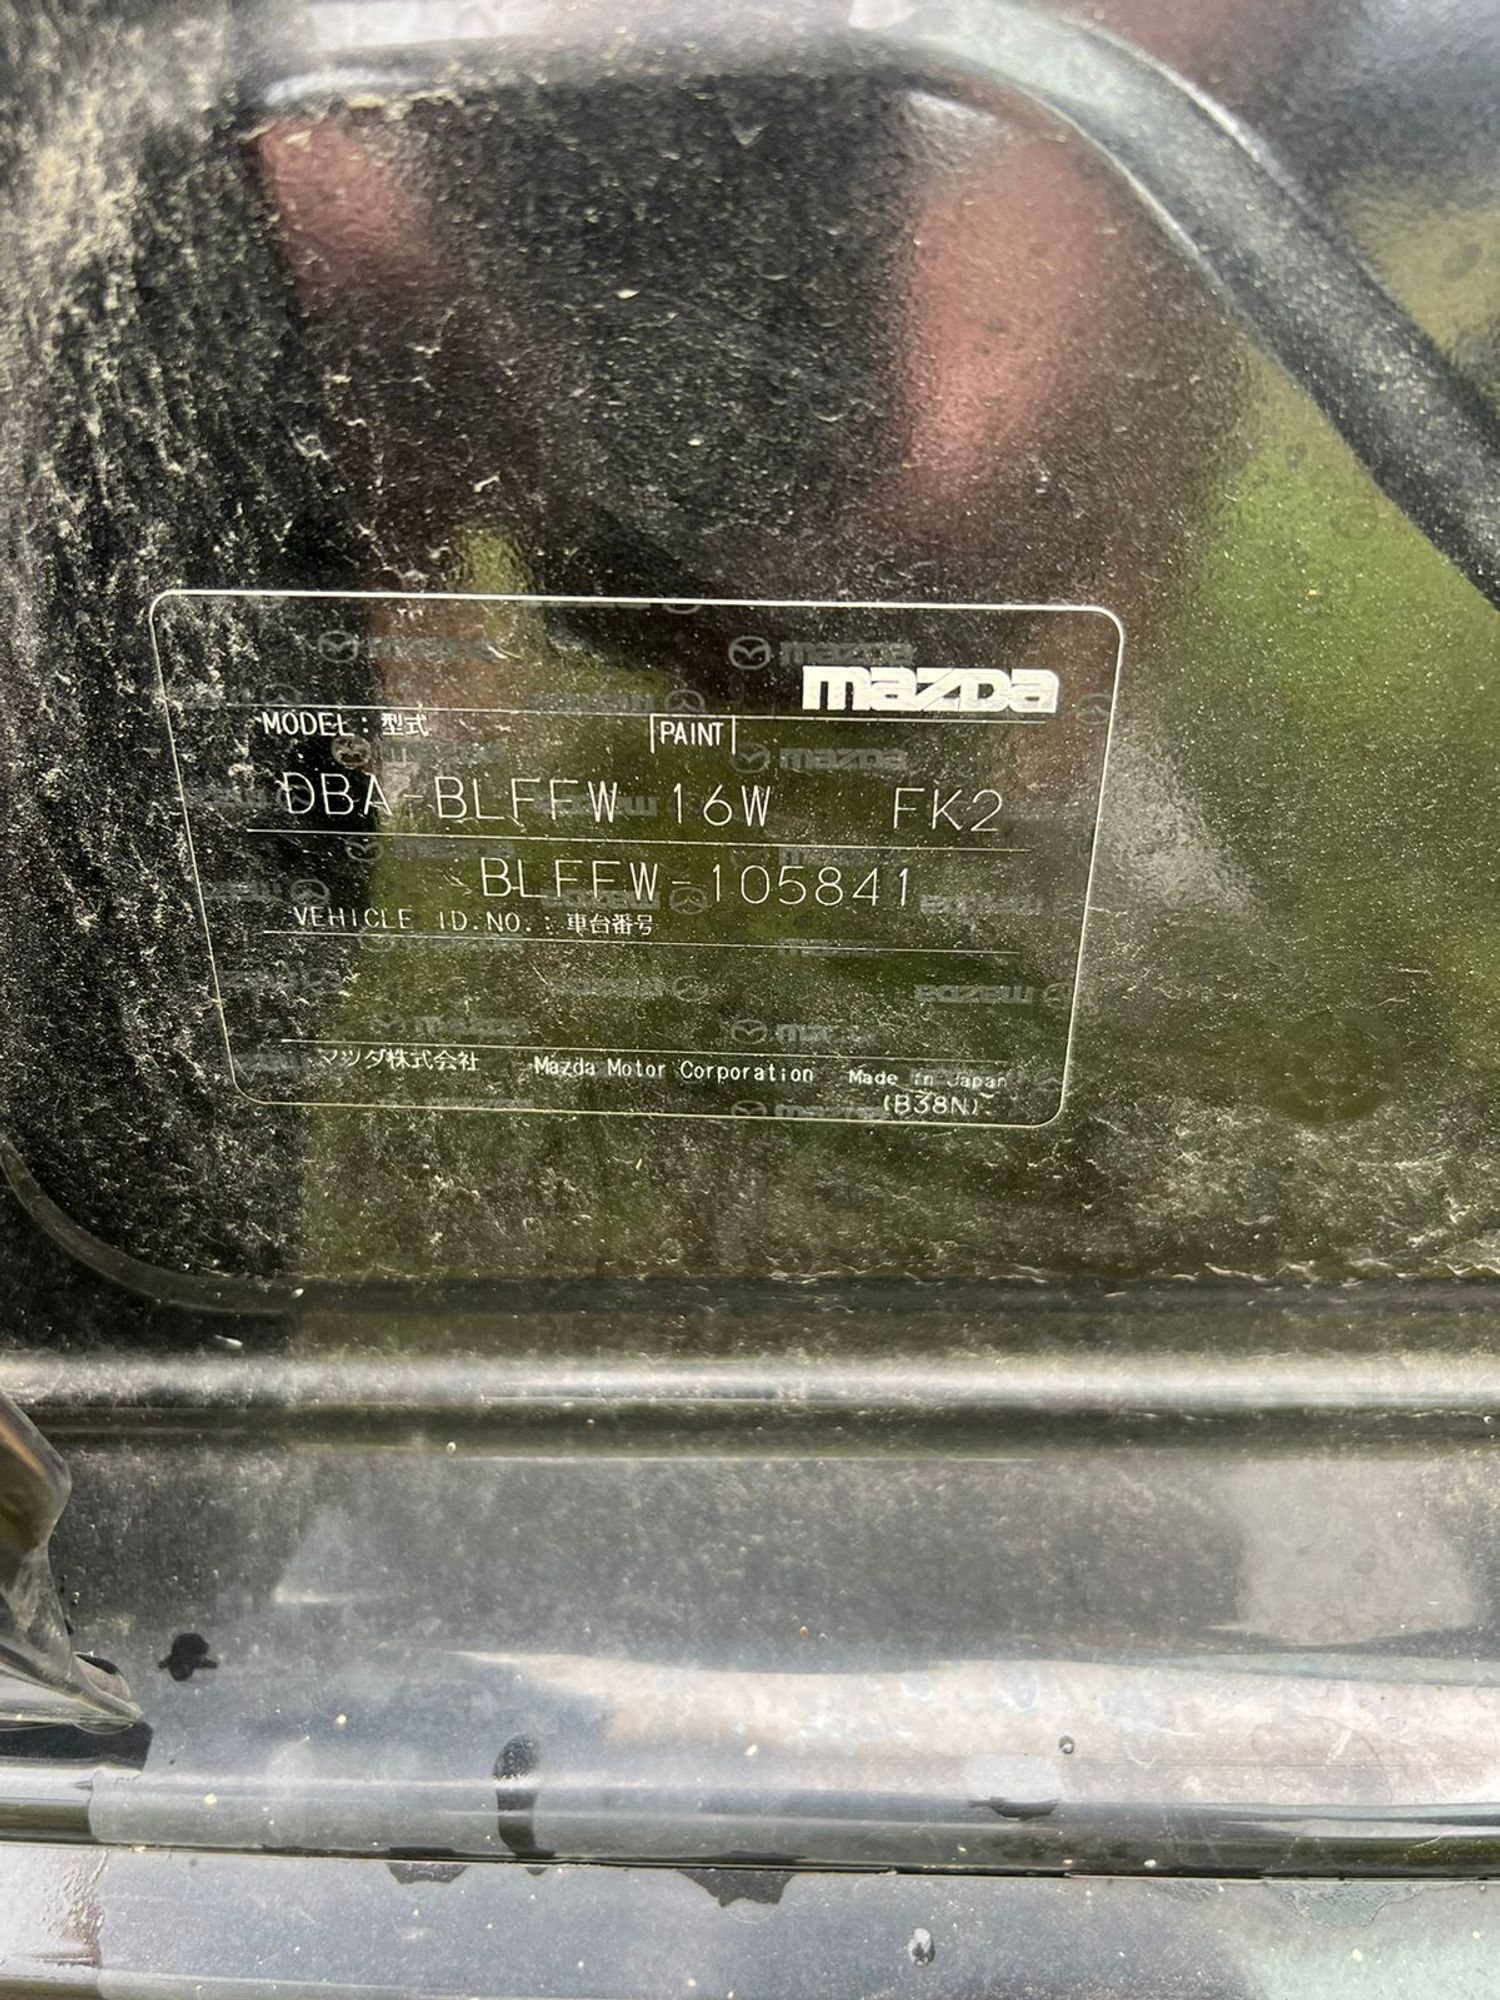 mazda
MODEL:型式 PAINT
DBA-BLFFW 16W FK2
BLFFW-105841
VEHICLE ID.NO.:車台番号
マツダ株式会社 Mazda Motor Corporation Made in Japan
(B38N)